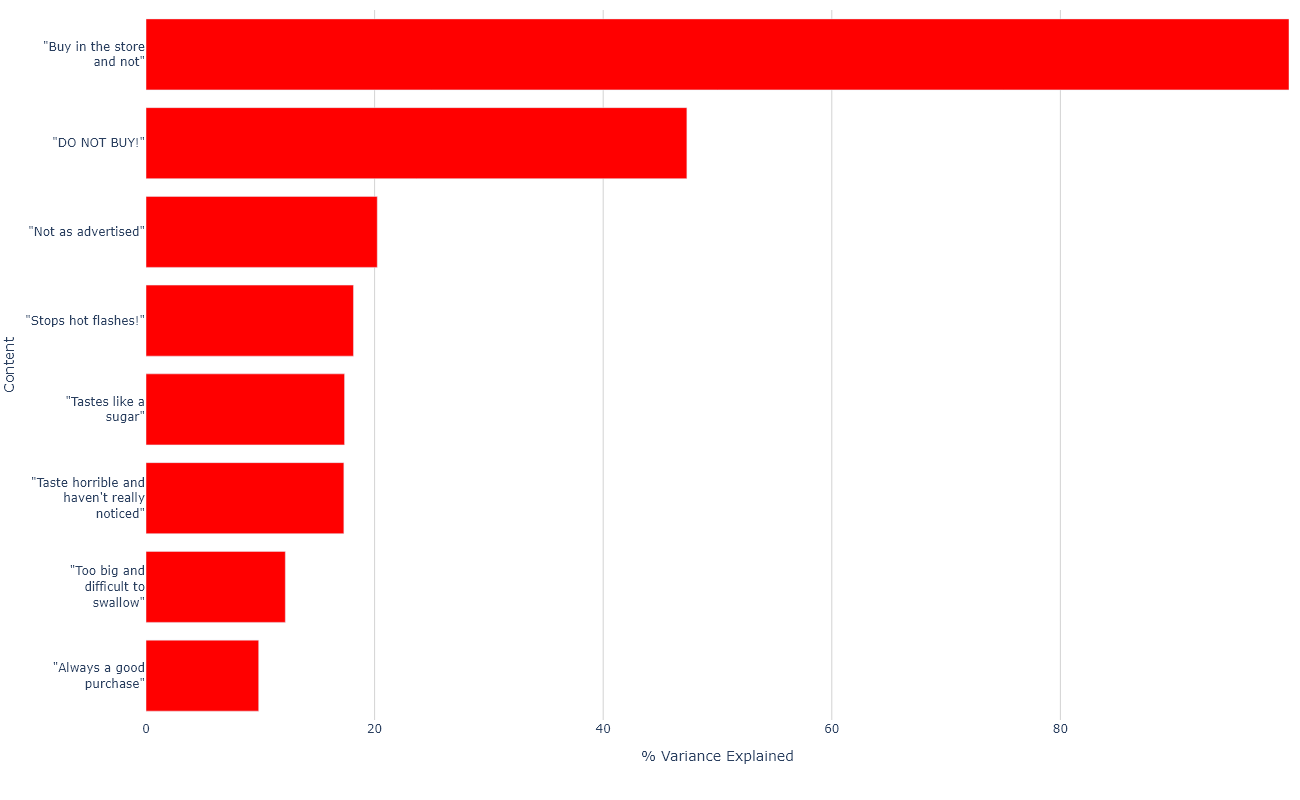 "Buy in the store
and not"
"DO NOT BUY!"
"Not as advertised"
"Stops hot flashes!"
"Tastes like a
sugar"
"Taste horrible and
haven't really
noticed"
"Too big and
difficult to
swallow"
"Always a good
purchase"
Content
0 20 40 60 80
% Variance Explained